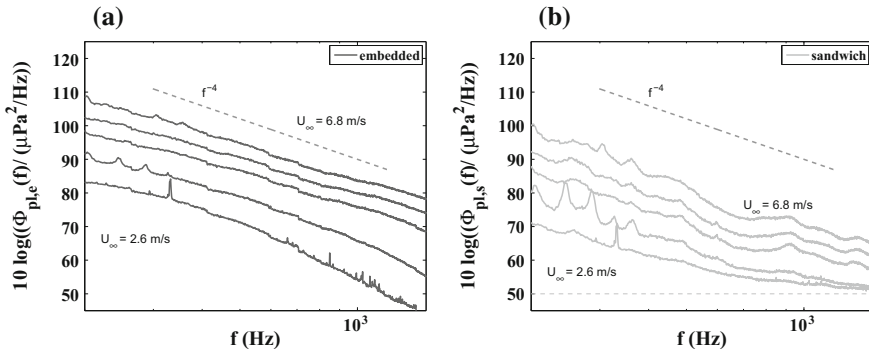 (a)
120
110
100
90
80
70
60
50
10 log((Φpl,e(f)/ (μPa²/Hz))
embedded
f⁻⁴
U∞ = 6.8 m/s
U∞ = 2.6 m/s
10³
f (Hz)
(b)
120
110
100
90
80
70
60
50
10 log((Φpl,s(f)/ (μPa²/Hz))
sandwich
f⁻⁴
U∞ = 6.8 m/s
U∞ = 2.6 m/s
10³
f (Hz)